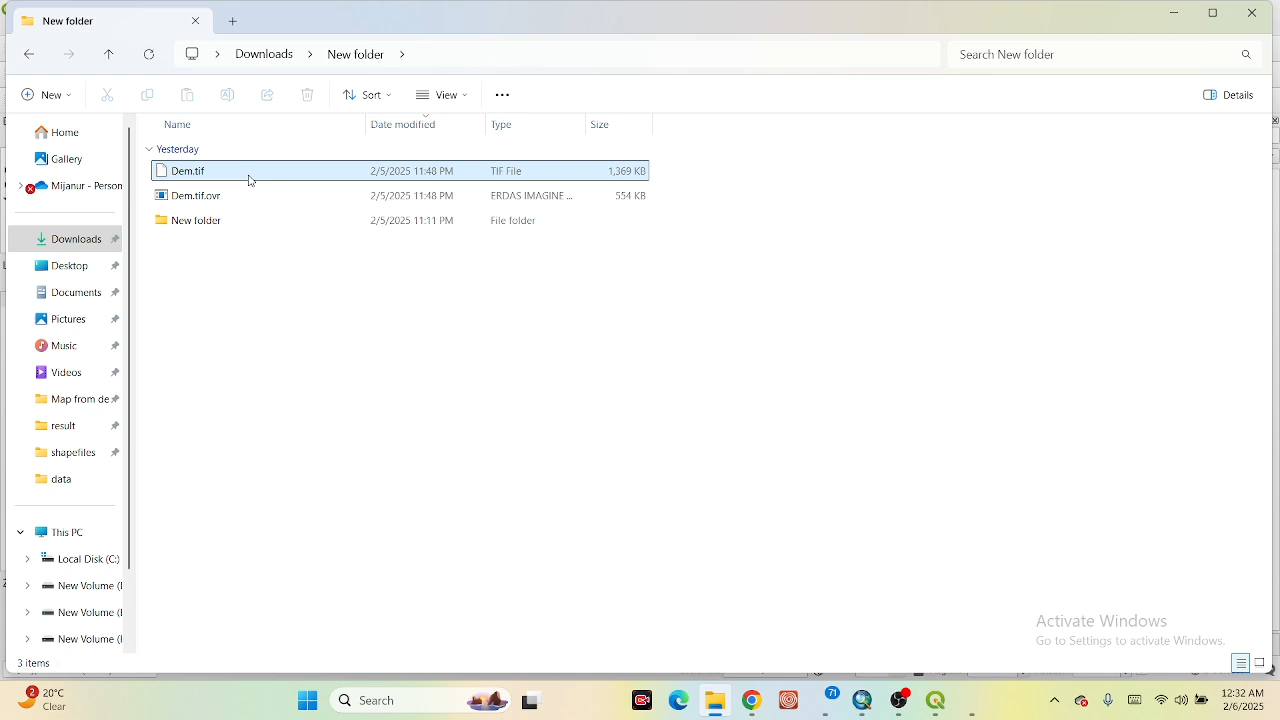 New folder
Downloads > New folder >
Search New folder
New
Sort
View
Details
Home
Gallery
Mijanur - Person
Downloads
Desktop
Documents
Pictures
Music
Videos
Map from de
result
shapefiles
data
This PC
Local Disk (C:)
New Volume (
New Volume (
New Volume (
Name Date modified Type Size
Yesterday
Dem.tif 2/5/2025 11:48 PM TIF File 1,369 KB
Dem.tif.ovr 2/5/2025 11:48 PM ERDAS IMAGINE ... 554 KB
New folder 2/5/2025 11:11 PM File folder
Activate Windows
Go to Settings to activate Windows.
3 items
2
20°C
Clear
Search
71
12:32 AM
2/6/2025